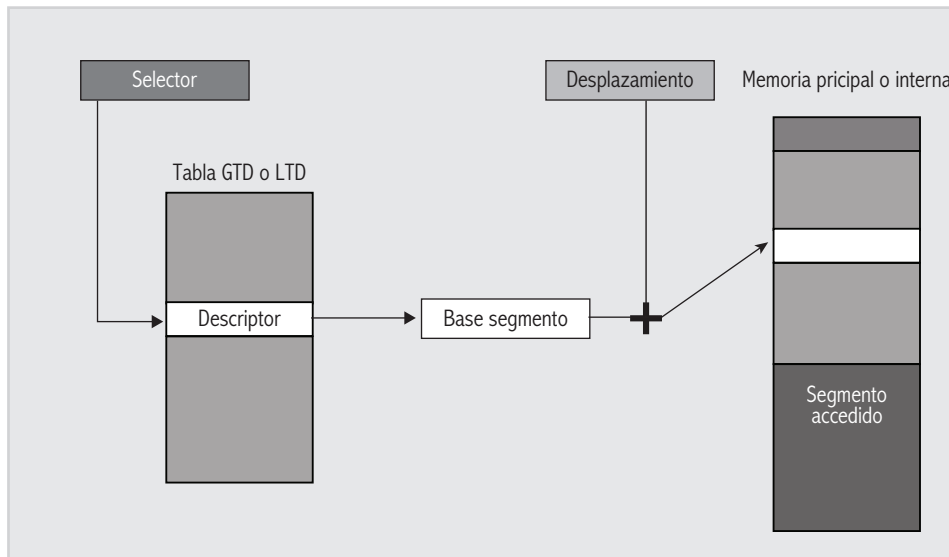 Selector
Desplazamiento
Memoria pricipal o interna
Tabla GTD o LTD
Descriptor
Base segmento
Segmento
accedido